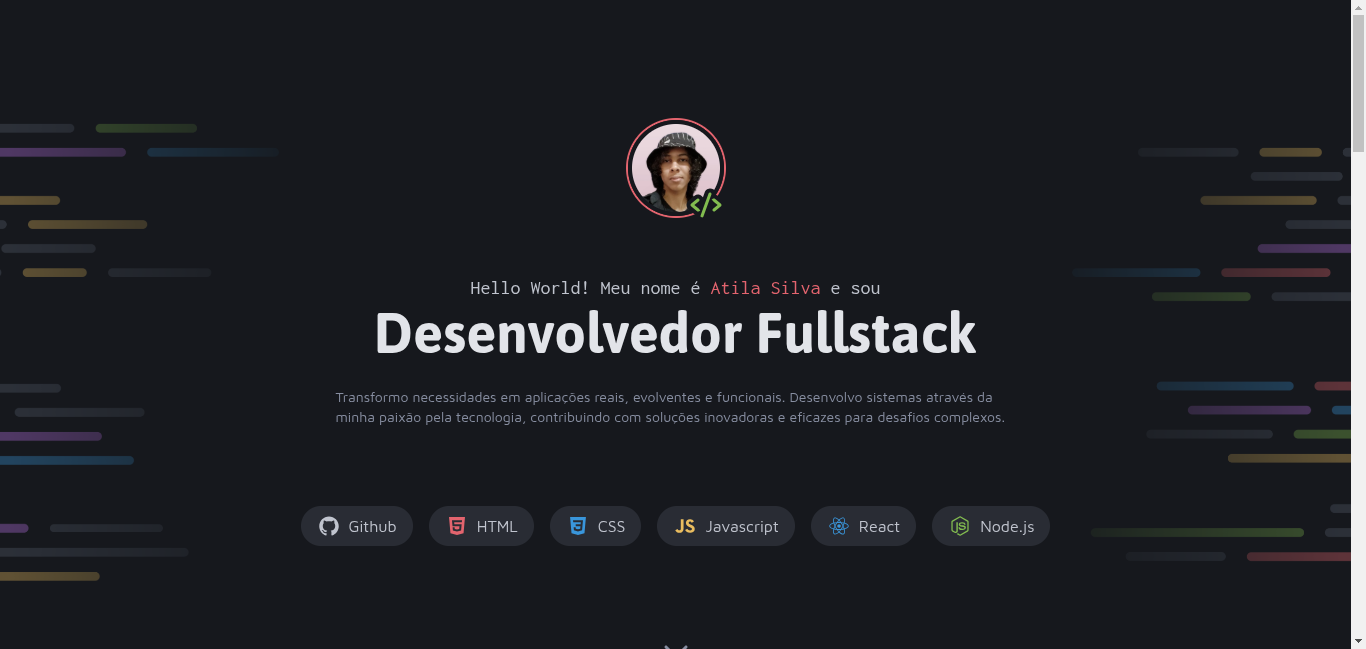 Hello World! Meu nome é Atila Silva e sou
Desenvolvedor Fullstack
Transformo necessidades em aplicações reais, evolventes e funcionais. Desenvolvo sistemas através da
minha paixão pela tecnologia, contribuindo com soluções inovadoras e eficazes para desafios complexos.
Github HTML CSS JS Javascript React Node.js